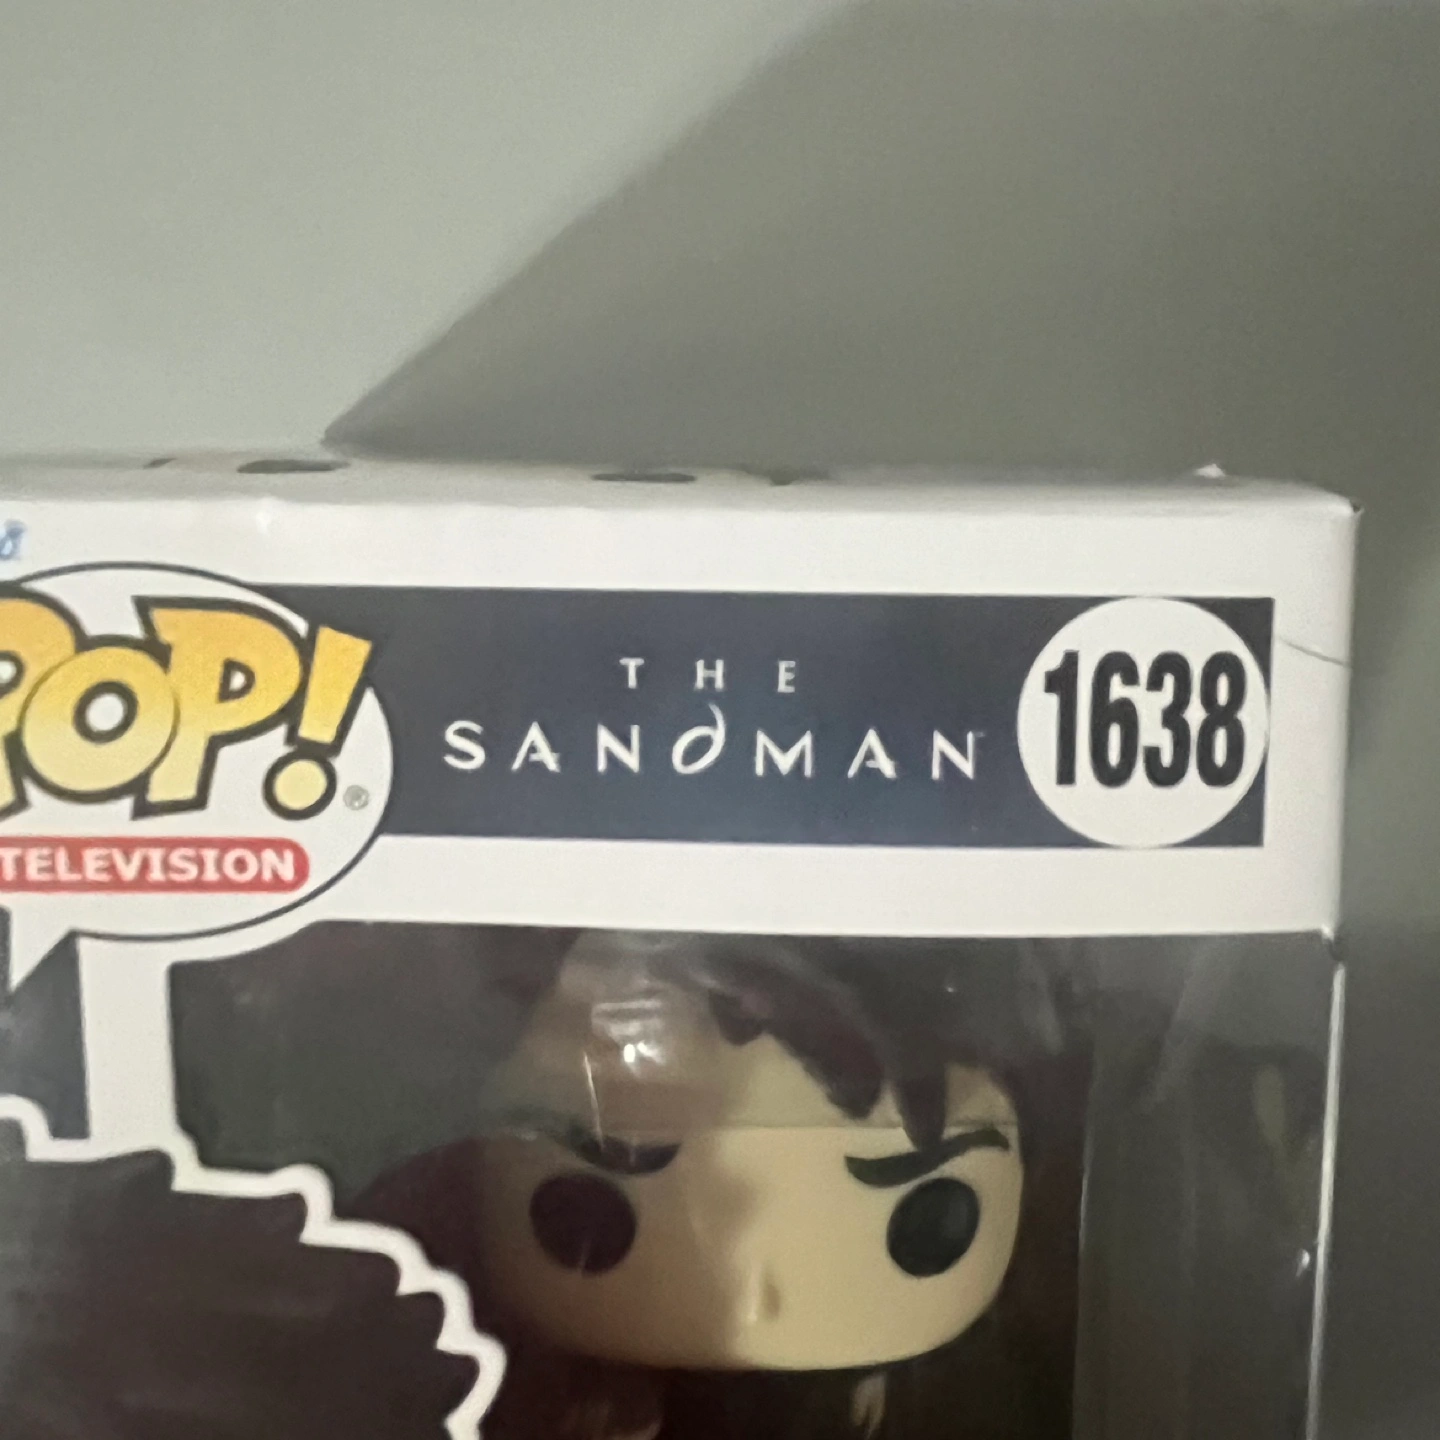 POP!®
TELEVISION
THE
SANDMAN
1638